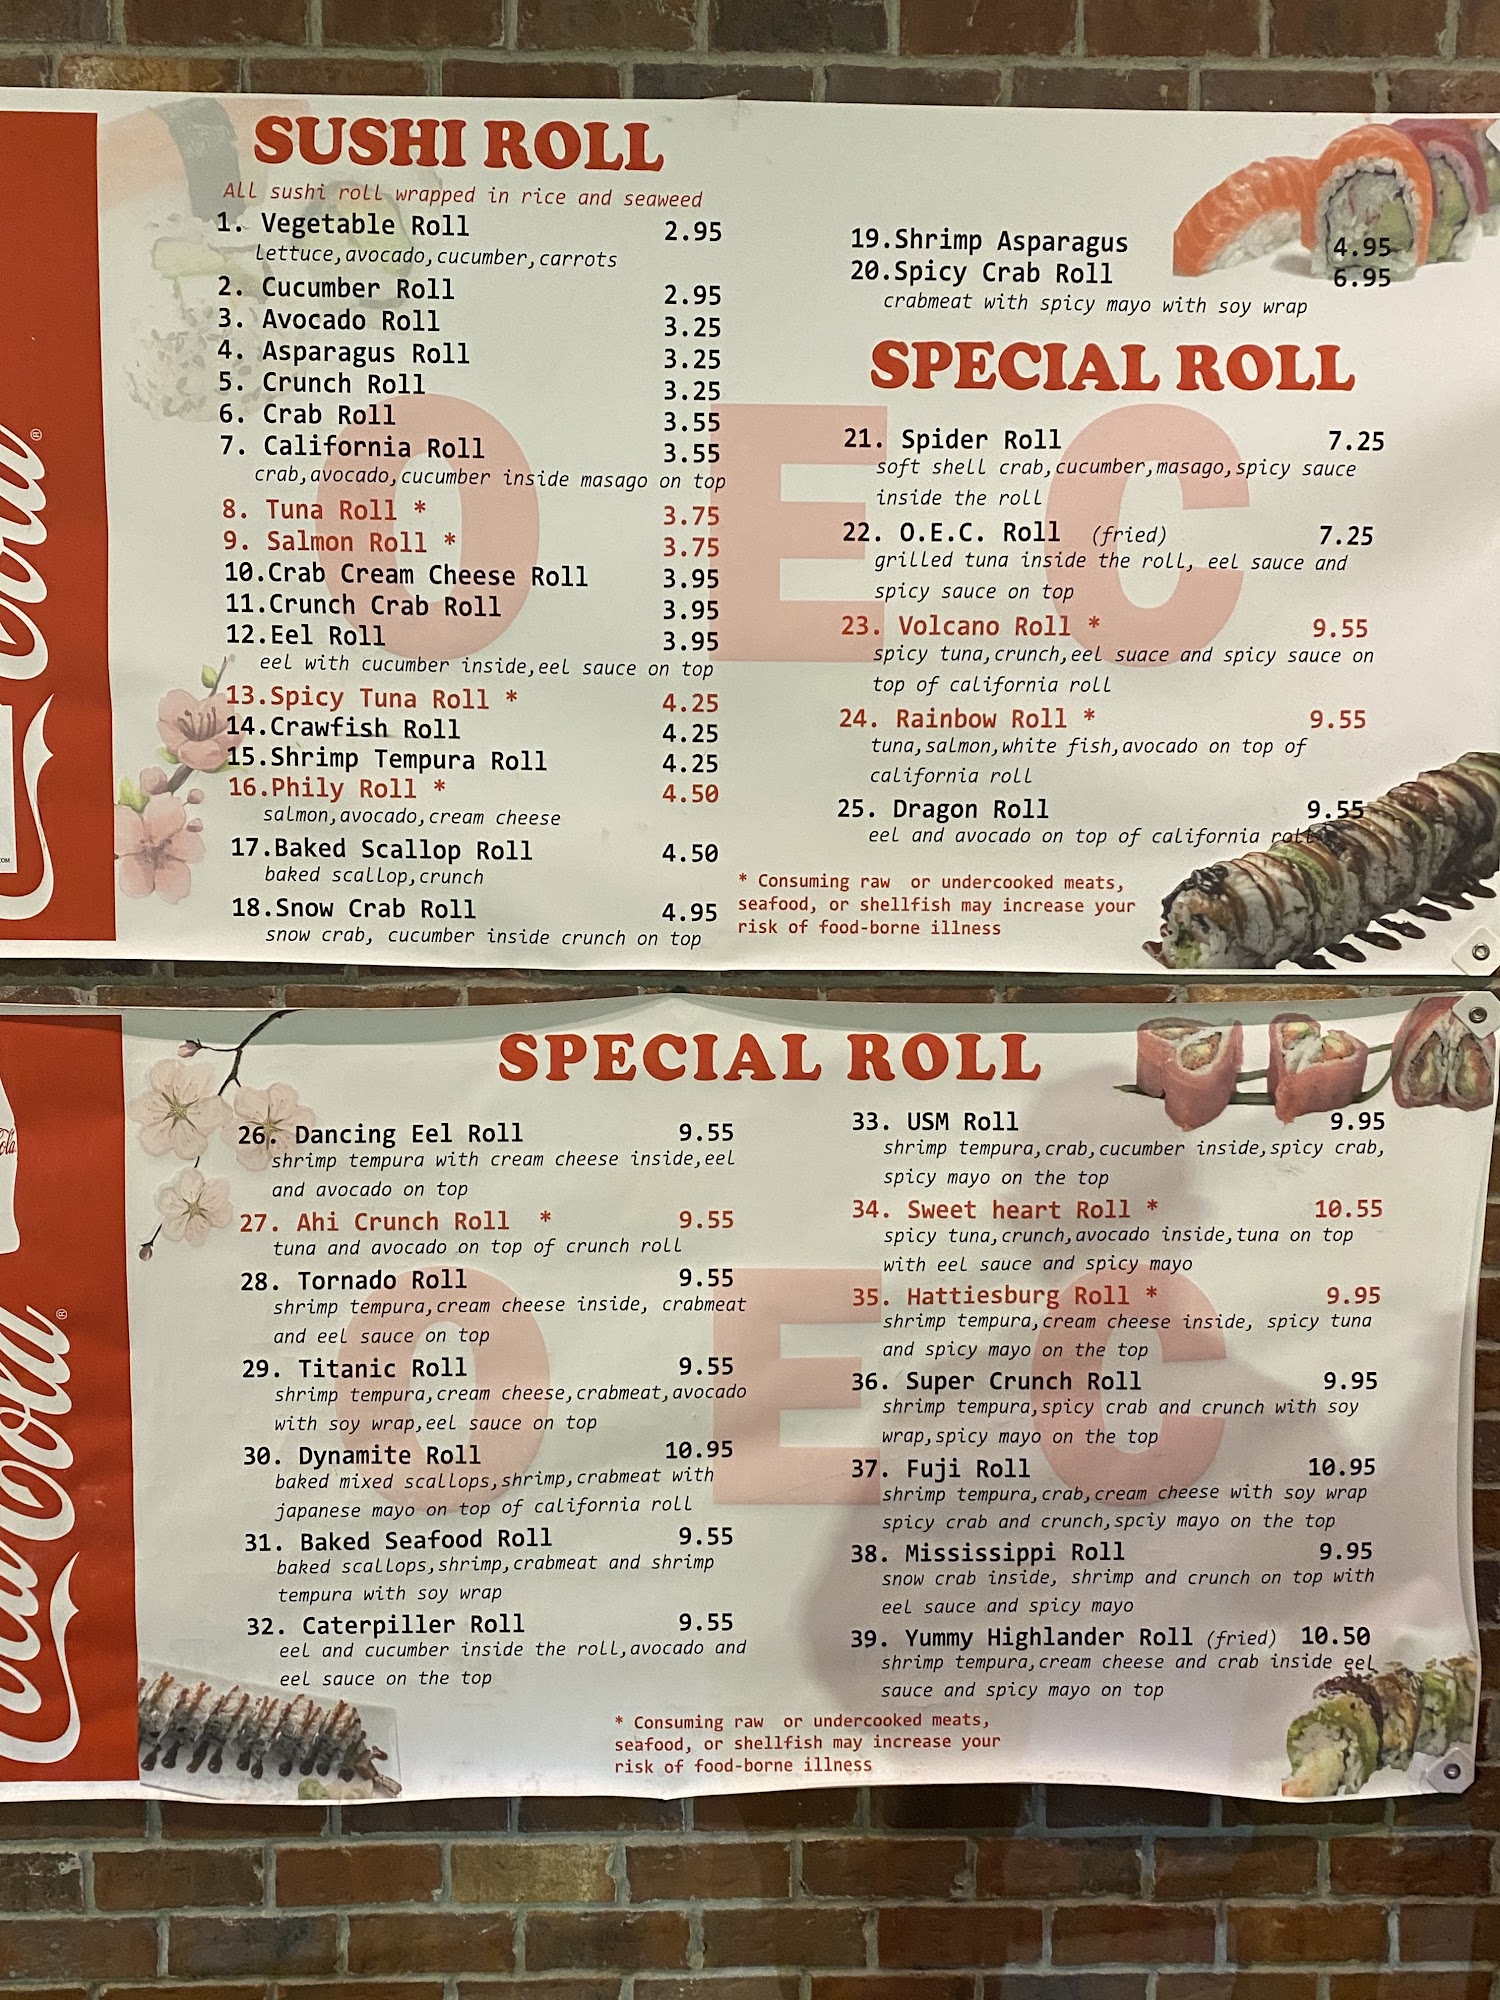 SUSHI ROLL
All sushi roll wrapped in rice and seaweed
1. Vegetable Roll 2.95
Lettuce,avocado,cucumber,carrots
2. Cucumber Roll 2.95
3. Avocado Roll 3.25
4. Asparagus Roll 3.25
5. Crunch Roll 3.25
6. Crab Roll 3.55
7. California Roll 3.55
crab,avocado,cucumber inside masago on top
8. Tuna Roll * 3.75
9. Salmon Roll * 3.75
10.Crab Cream Cheese Roll 3.95
11.Crunch Crab Roll 3.95
12.Eel Roll 3.95
eel with cucumber inside,eel sauce on top
13.Spicy Tuna Roll * 4.25
14.Crawfish Roll 4.25
15.Shrimp Tempura Roll 4.25
16.Phily Roll * 4.50
salmon,avocado,cream cheese
17.Baked Scallop Roll 4.50
baked scallop,crunch
18.Snow Crab Roll 4.95
snow crab, cucumber inside crunch on top
19.Shrimp Asparagus 4.95
20.Spicy Crab Roll 6.95
crabmeat with spicy mayo with soy wrap
SPECIAL ROLL
21. Spider Roll 7.25
soft shell crab,cucumber,masago,spicy sauce
inside the roll
22. O.E.C. Roll (fried) 7.25
grilled tuna inside the roll, eel sauce and
spicy sauce on top
23. Volcano Roll * 9.55
spicy tuna,crunch,eel suace and spicy sauce on
top of california roll
24. Rainbow Roll * 9.55
tuna,salmon,white fish,avocado on top of
california roll
25. Dragon Roll 9.55
eel and avocado on top of california roll
* Consuming raw or undercooked meats,
seafood, or shellfish may increase your
risk of food-borne illness
O E C
Cola®
SPECIAL ROLL
26. Dancing Eel Roll 9.55
shrimp tempura with cream cheese inside,eel
and avocado on top
27. Ahi Crunch Roll * 9.55
tuna and avocado on top of crunch roll
28. Tornado Roll 9.55
shrimp tempura,cream cheese inside, crabmeat
and eel sauce on top
29. Titanic Roll 9.55
shrimp tempura,cream cheese,crabmeat,avocado
with soy wrap,eel sauce on top
30. Dynamite Roll 10.95
baked mixed scallops,shrimp,crabmeat with
japanese mayo on top of california roll
31. Baked Seafood Roll 9.55
baked scallops,shrimp,crabmeat and shrimp
tempura with soy wrap
32. Caterpiller Roll 9.55
eel and cucumber inside the roll,avocado and
eel sauce on the top
33. USM Roll 9.95
shrimp tempura,crab,cucumber inside,spicy crab,
spicy mayo on the top
34. Sweet heart Roll * 10.55
spicy tuna,crunch,avocado inside,tuna on top
with eel sauce and spicy mayo
35. Hattiesburg Roll * 9.95
shrimp tempura,cream cheese inside, spicy tuna
and spicy mayo on the top
36. Super Crunch Roll 9.95
shrimp tempura,spicy crab and crunch with soy
wrap,spicy mayo on the top
37. Fuji Roll 10.95
shrimp tempura,crab,cream cheese with soy wrap
spicy crab and crunch,spciy mayo on the top
38. Mississippi Roll 9.95
snow crab inside, shrimp and crunch on top with
eel sauce and spicy mayo
39. Yummy Highlander Roll (fried) 10.50
shrimp tempura,cream cheese and crab inside eel
sauce and spicy mayo on top
* Consuming raw or undercooked meats,
seafood, or shellfish may increase your
risk of food-borne illness
O E C
Cola®